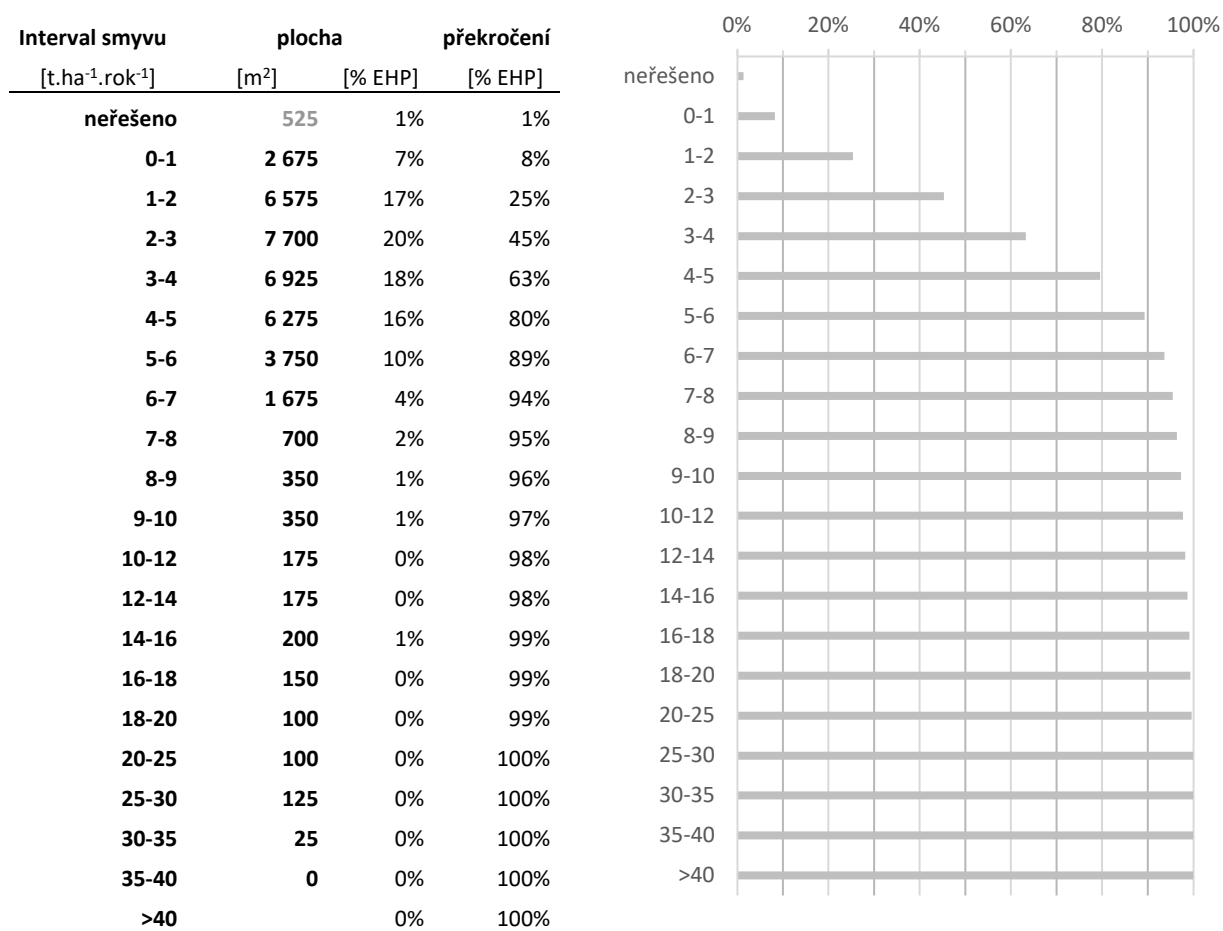 Interval smyvu plocha překročení
[t.ha-1.rok-1] [m2] [% EHP] [% EHP]
neřešeno 525 1% 1%
0-1 2 675 7% 8%
1-2 6 575 17% 25%
2-3 7 700 20% 45%
3-4 6 925 18% 63%
4-5 6 275 16% 80%
5-6 3 750 10% 89%
6-7 1 675 4% 94%
7-8 700 2% 95%
8-9 350 1% 96%
9-10 350 1% 97%
10-12 175 0% 98%
12-14 175 0% 98%
14-16 200 1% 99%
16-18 150 0% 99%
18-20 100 0% 99%
20-25 100 0% 100%
25-30 125 0% 100%
30-35 25 0% 100%
35-40 0 0% 100%
>40 0% 100%
0% 20% 40% 60% 80% 100%
neřešeno
0-1
1-2
2-3
3-4
4-5
5-6
6-7
7-8
8-9
9-10
10-12
12-14
14-16
16-18
18-20
20-25
25-30
30-35
35-40
>40